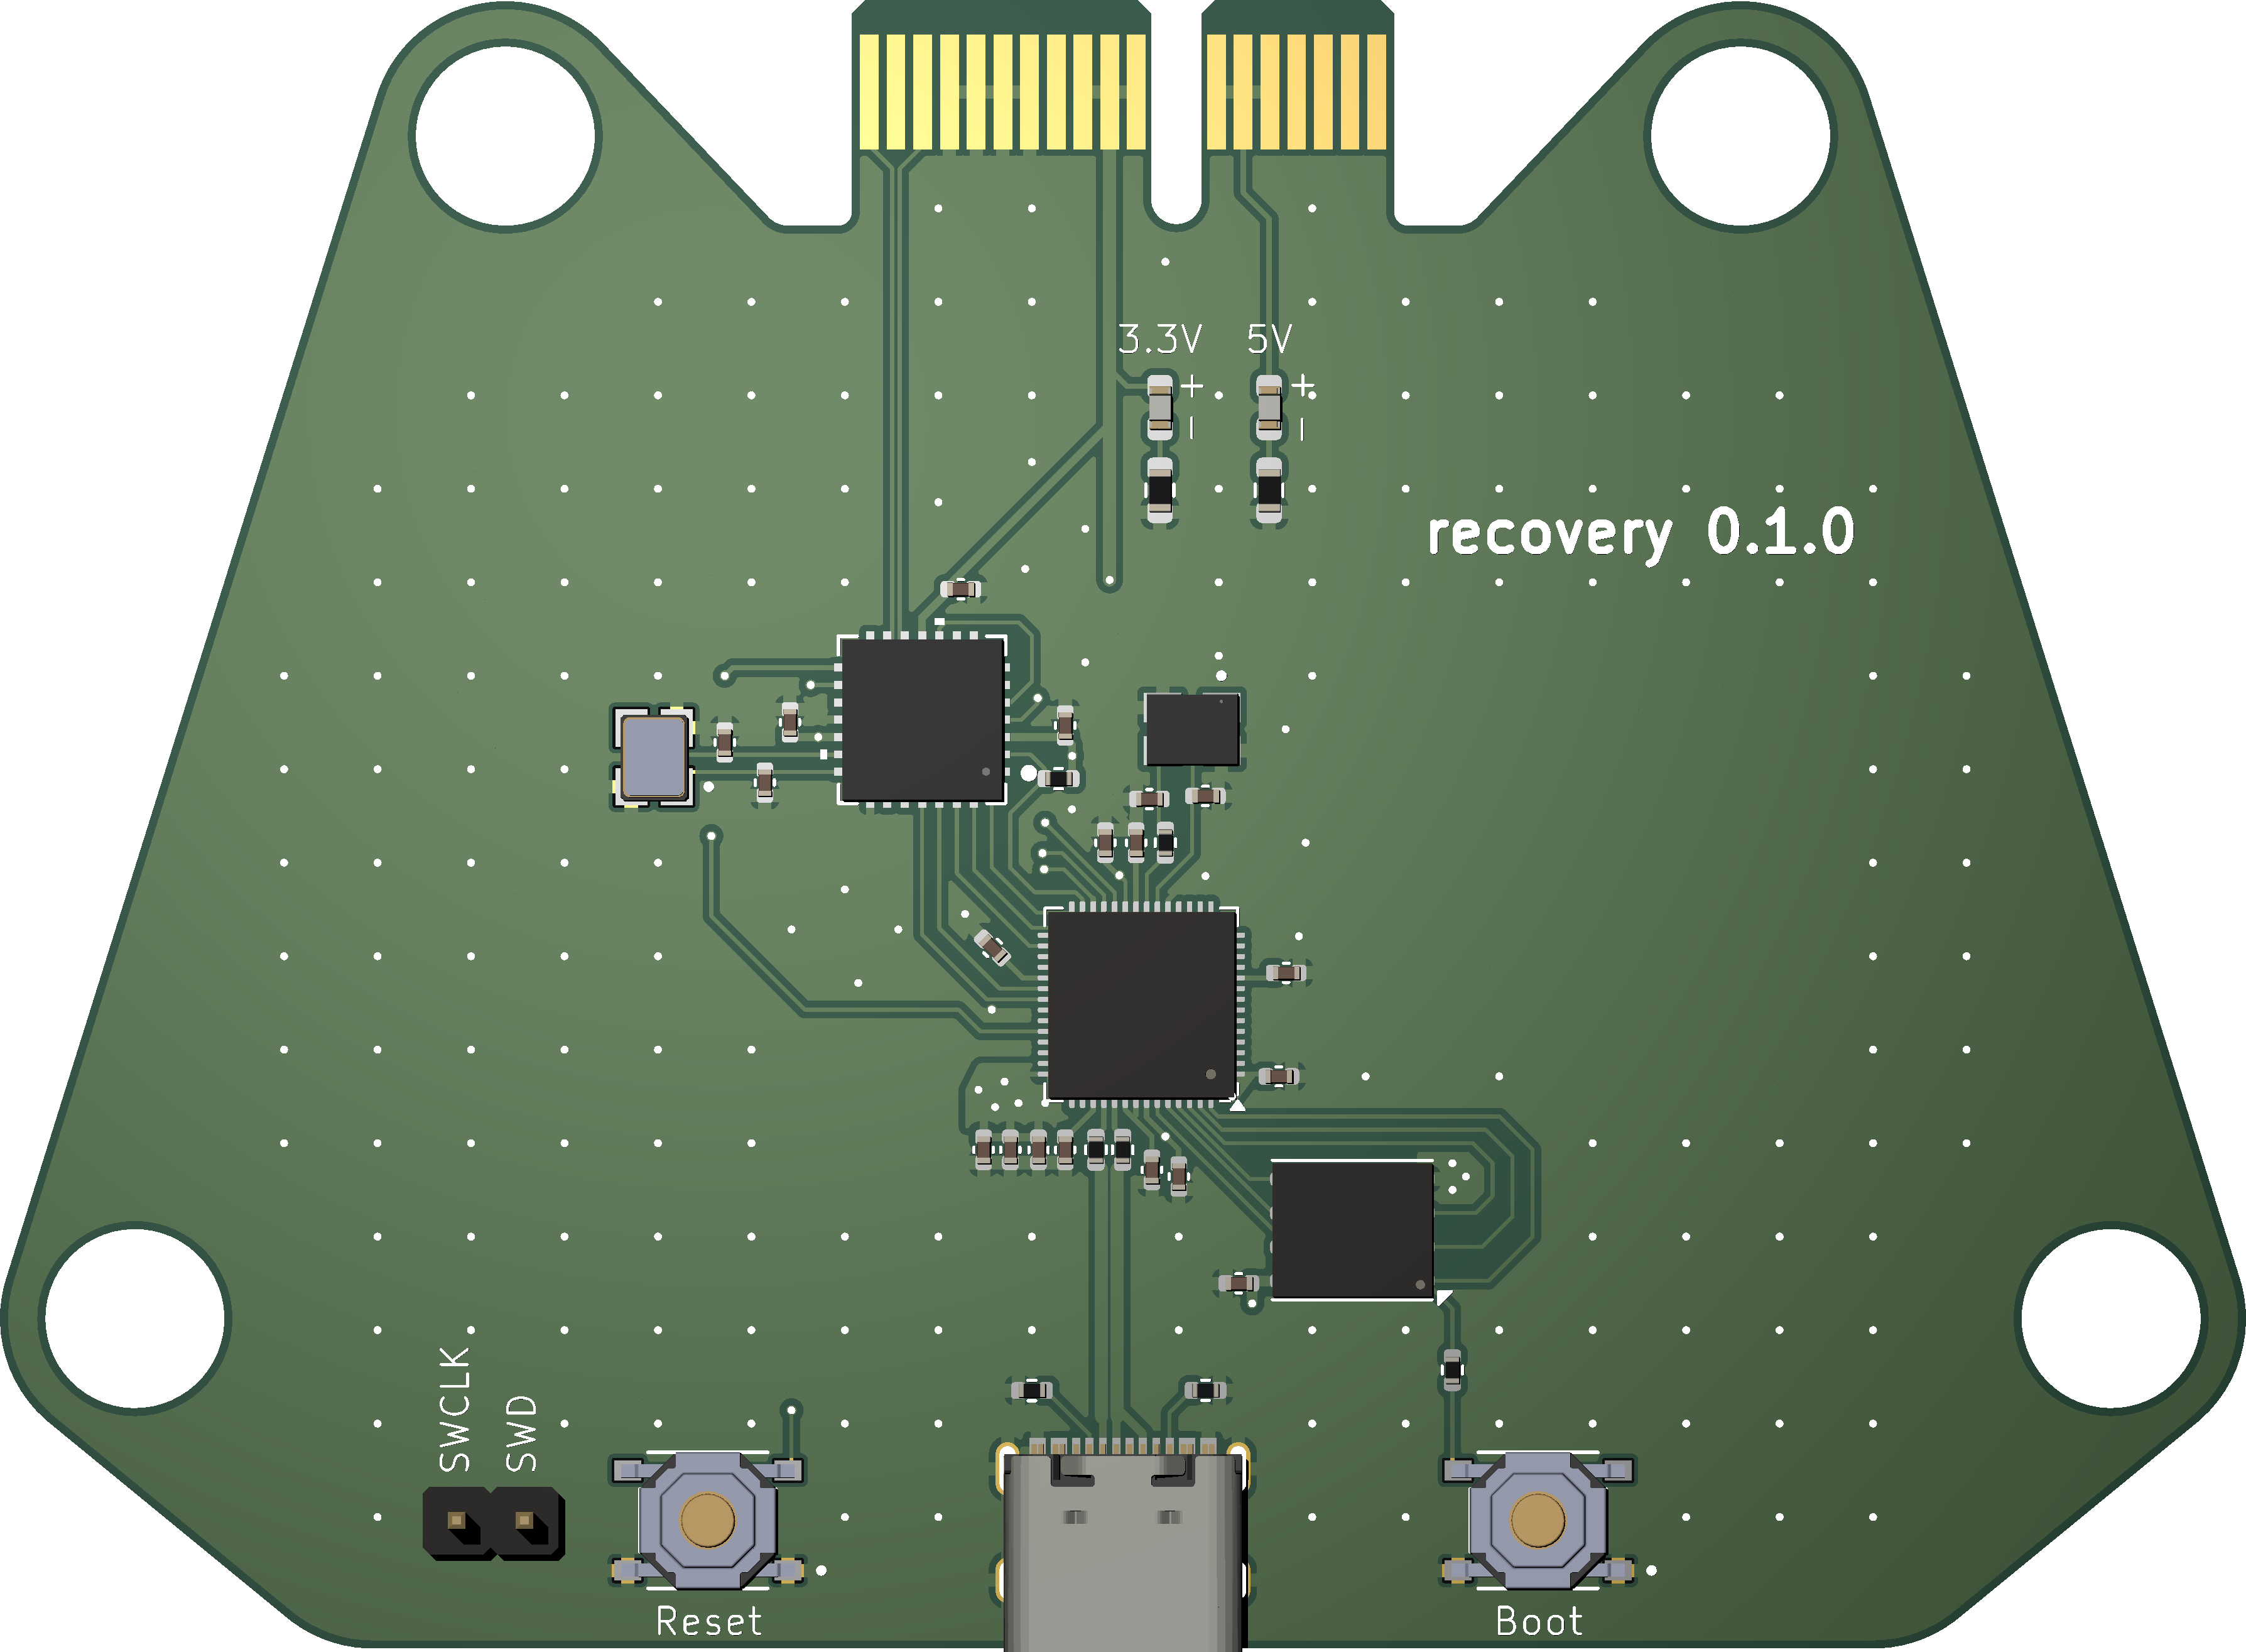 3.3V 5V
+ +
- -
recovery 0.1.0
SWCLK
SWD
Reset
Boot